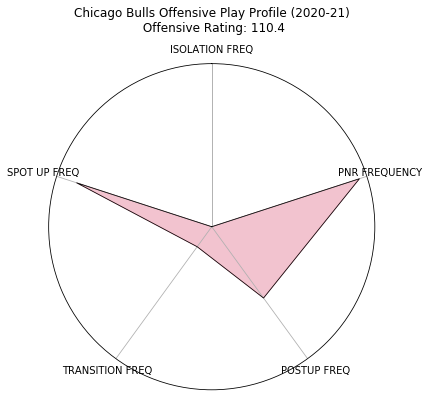 Chicago Bulls Offensive Play Profile (2020-21)
Offensive Rating: 110.4
ISOLATION FREQ
SPOT UP FREQ
PNR FREQUENCY
TRANSITION FREQ
POSTUP FREQ